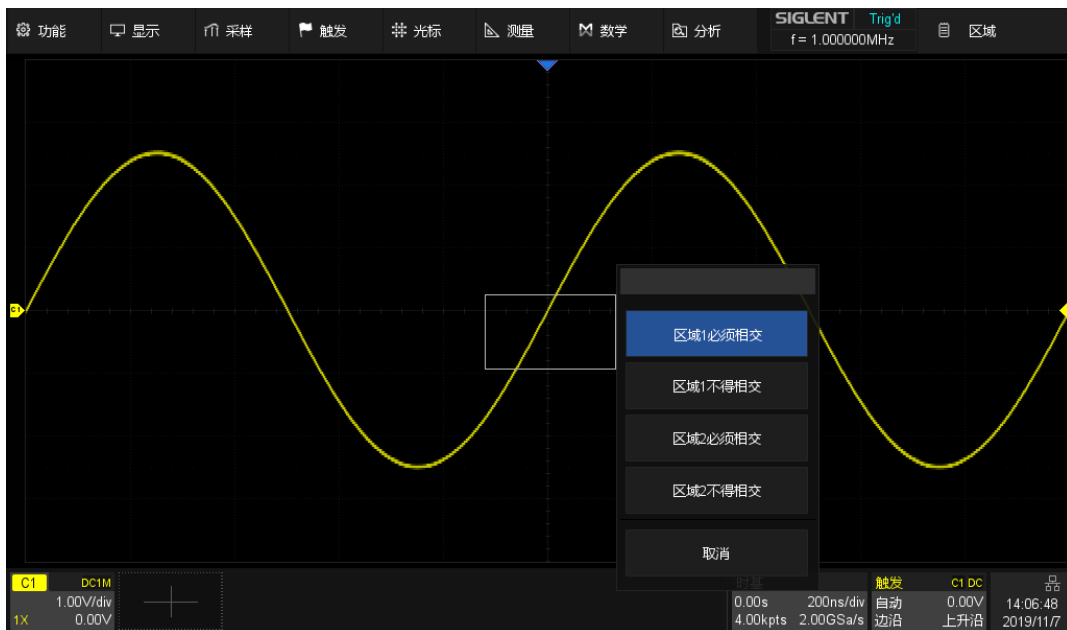 功能 显示 采样 触发 光标 测量 数学 分析 SIGLENT Trig'd 区域
f = 1.000000MHz
C1
区域1必须相交
区域1不得相交
区域2必须相交
区域2不得相交
取消
C1 DC1M 时基 触发 C1 DC
1.00V/div 0.00s 200ns/div 自动 0.00V 14:06:48
1X 0.00V 4.00kpts 2.00GSa/s 边沿 上升沿 2019/11/7